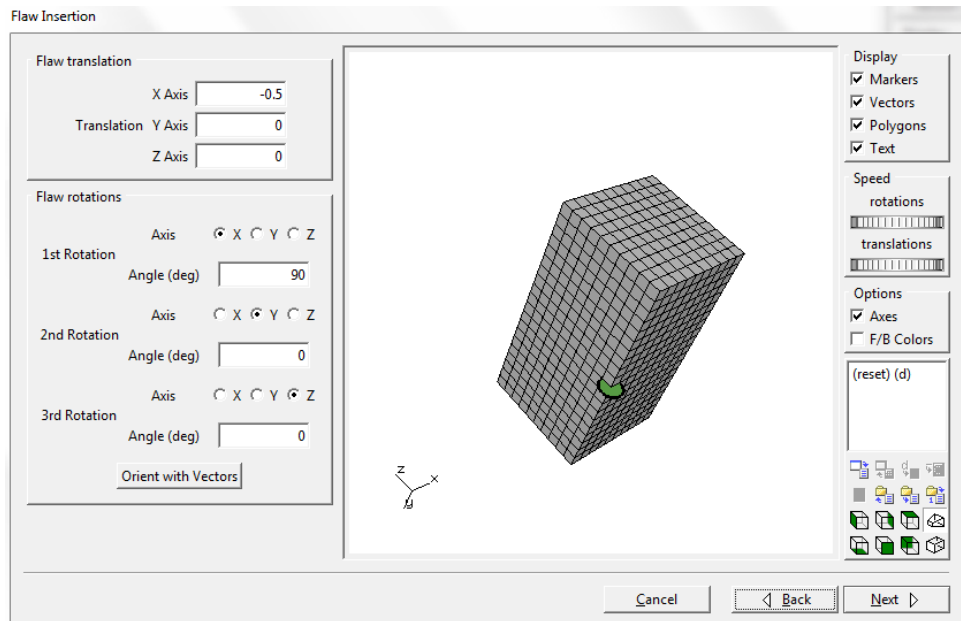 Flaw Insertion
Flaw translation
X Axis -0.5
Translation Y Axis 0
Z Axis 0
Flaw rotations
Axis X Y Z
1st Rotation
Angle (deg) 90
Axis X Y Z
2nd Rotation
Angle (deg) 0
Axis X Y Z
3rd Rotation
Angle (deg) 0
Orient with Vectors
z
x
y
Display
Markers
Vectors
Polygons
Text
Speed
rotations
translations
Options
Axes
F/B Colors
(reset) (d)
Cancel
Back
Next